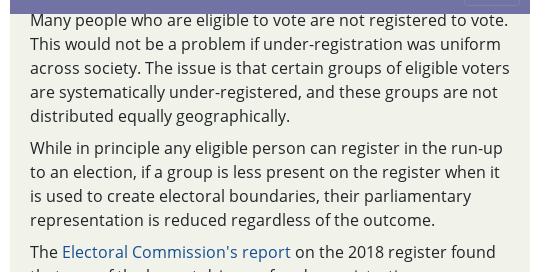 Many people who are eligible to vote are not registered to vote.
This would not be a problem if under-registration was uniform
across society. The issue is that certain groups of eligible voters
are systematically under-registered, and these groups are not
distributed equally geographically.
While in principle any eligible person can register in the run-up
to an election, if a group is less present on the register when it
is used to create electoral boundaries, their parliamentary
representation is reduced regardless of the outcome.
The Electoral Commission's report on the 2018 register found